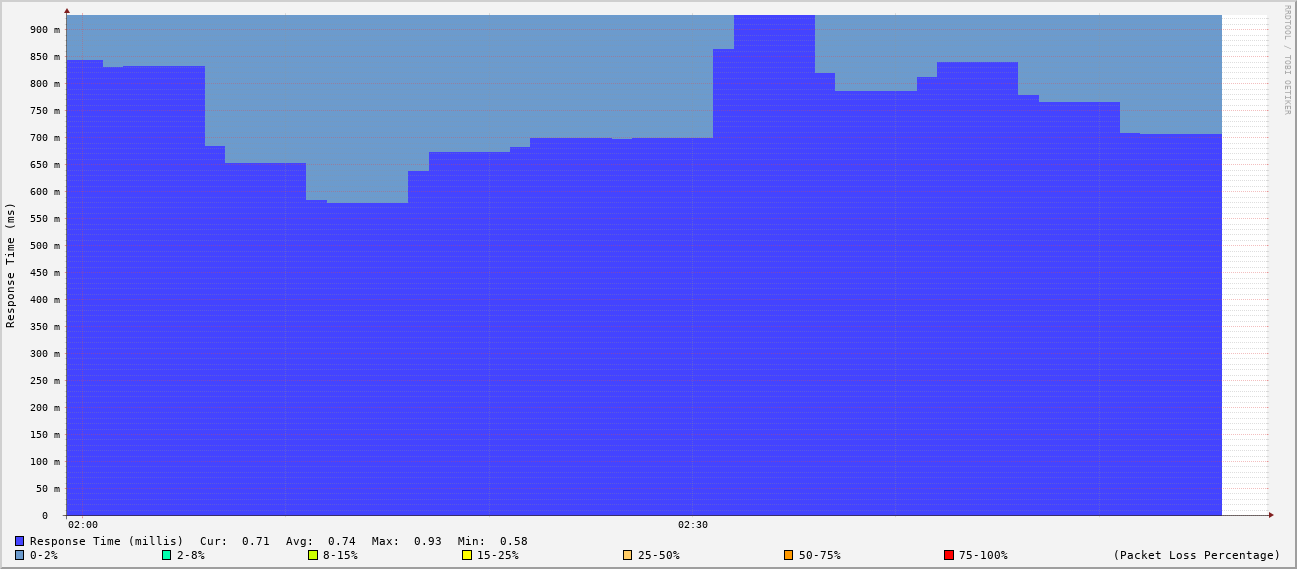 RRDTOOL / TOBI OETIKER
Response Time (ms)
900 m
850 m
800 m
750 m
700 m
650 m
600 m
550 m
500 m
450 m
400 m
350 m
300 m
250 m
200 m
150 m
100 m
50 m
0
02:00 02:30
Response Time (millis) Cur: 0.71 Avg: 0.74 Max: 0.93 Min: 0.58
0-2% 2-8% 8-15% 15-25% 25-50% 50-75% 75-100% (Packet Loss Percentage)